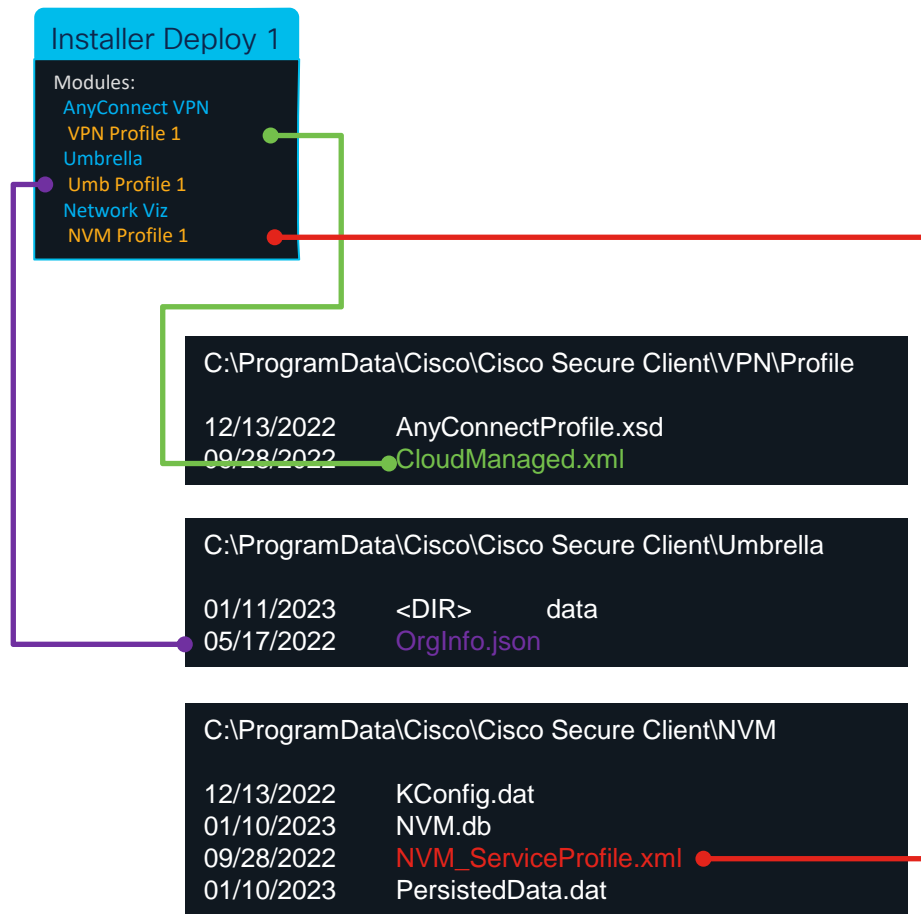 Installer Deploy 1
Modules:
AnyConnect VPN
VPN Profile 1
Umbrella
Umb Profile 1
Network Viz
NVM Profile 1
C:\ProgramData\Cisco\Cisco Secure Client\VPN\Profile
12/13/2022 AnyConnectProfile.xsd
09/28/2022 CloudManaged.xml
C:\ProgramData\Cisco\Cisco Secure Client\Umbrella
01/11/2023 <DIR> data
05/17/2022 OrgInfo.json
C:\ProgramData\Cisco\Cisco Secure Client\NVM
12/13/2022 KConfig.dat
01/10/2023 NVM.db
09/28/2022 NVM_ServiceProfile.xml
01/10/2023 PersistedData.dat